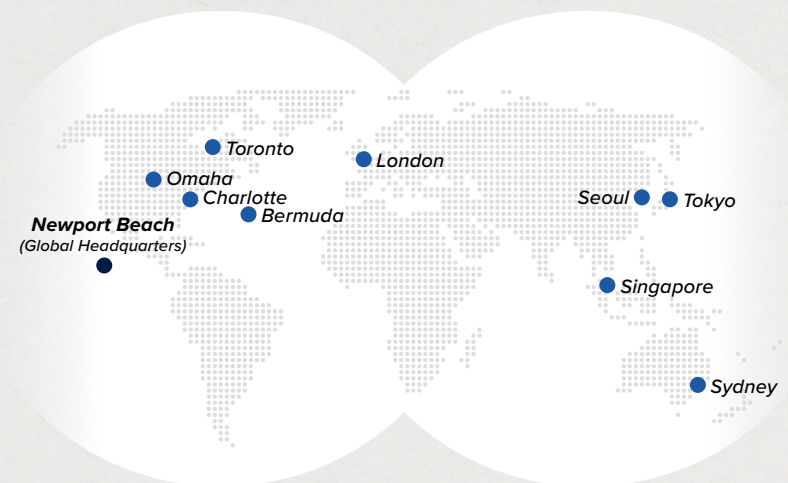 Toronto
London
Omaha
Charlotte
Bermuda
Newport Beach
(Global Headquarters)
Seoul
Tokyo
Singapore
Sydney